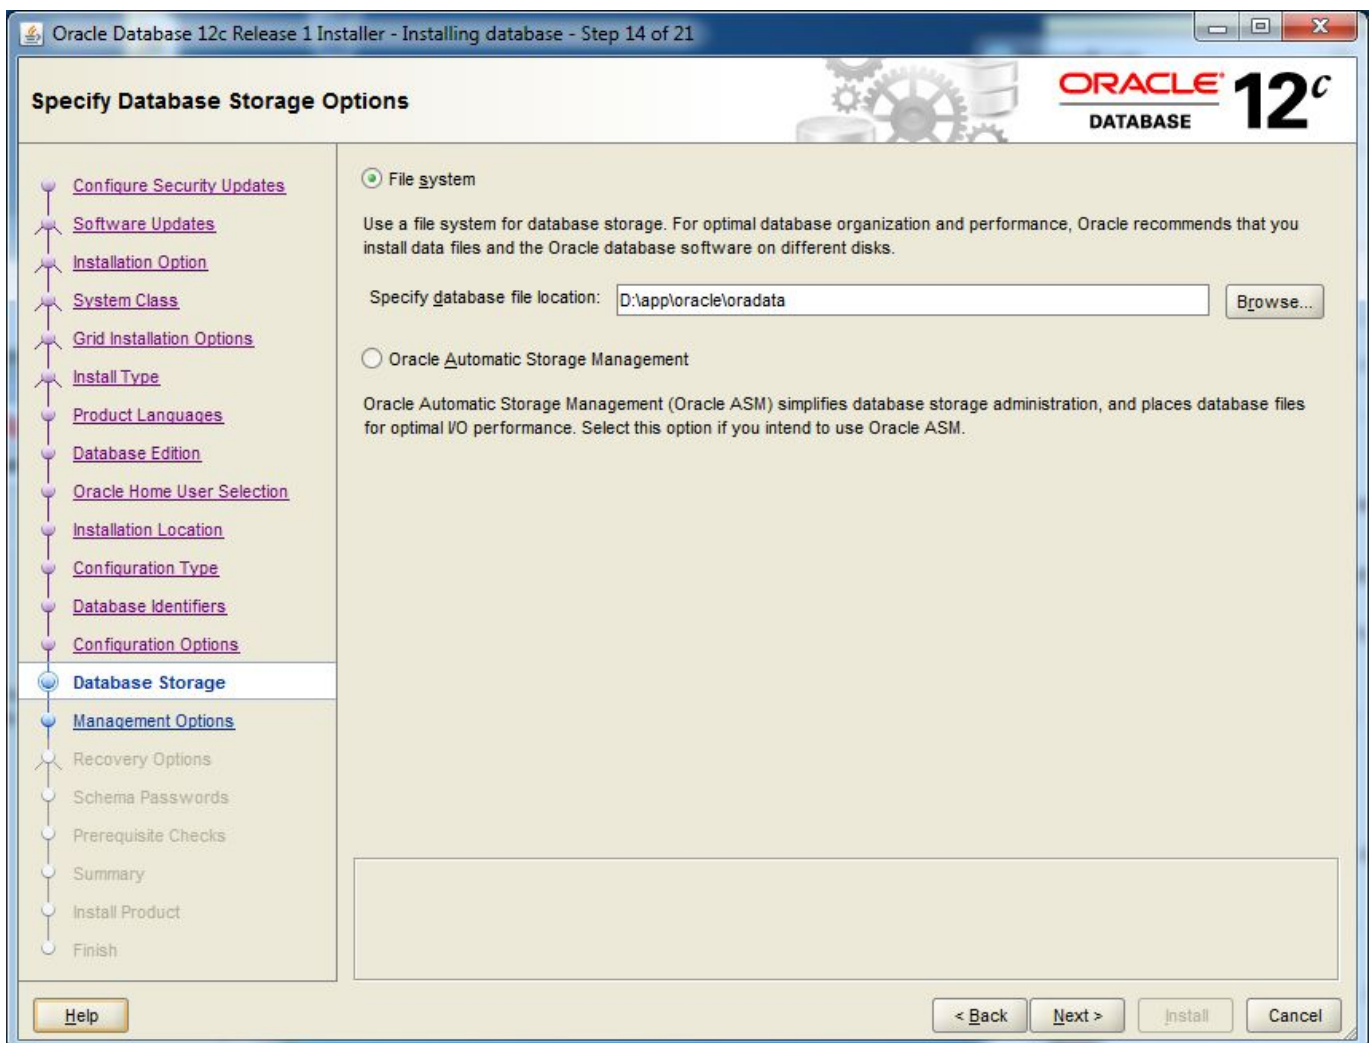 Oracle Database 12c Release 1 Installer - Installing database - Step 14 of 21
Specify Database Storage Options
ORACLE®
DATABASE
12c
Configure Security Updates
Software Updates
Installation Option
System Class
Grid Installation Options
Install Type
Product Languages
Database Edition
Oracle Home User Selection
Installation Location
Configuration Type
Database Identifiers
Configuration Options
Database Storage
Management Options
Recovery Options
Schema Passwords
Prerequisite Checks
Summary
Install Product
Finish
File system
Use a file system for database storage. For optimal database organization and performance, Oracle recommends that you
install data files and the Oracle database software on different disks.
Specify database file location: D:\app\oracle\oradata Browse...
Oracle Automatic Storage Management
Oracle Automatic Storage Management (Oracle ASM) simplifies database storage administration, and places database files
for optimal I/O performance. Select this option if you intend to use Oracle ASM.
Help < Back Next > Install Cancel